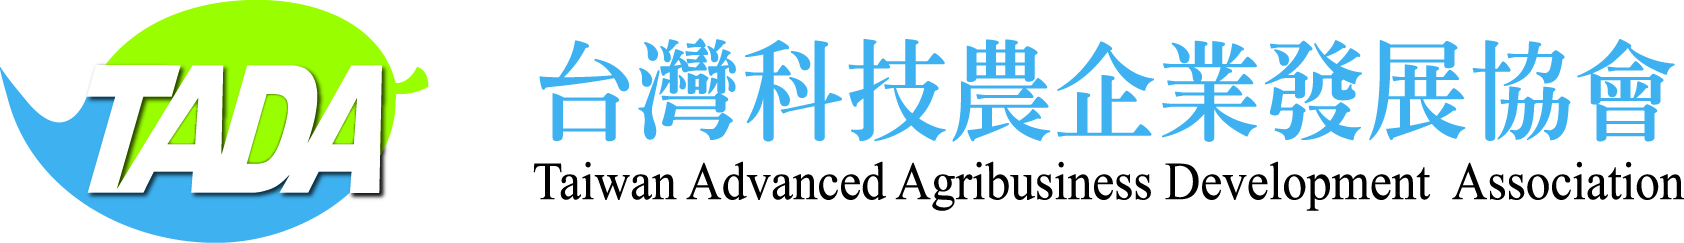 TADA
台灣科技農企業發展協會
Taiwan Advanced Agribusiness Development Association